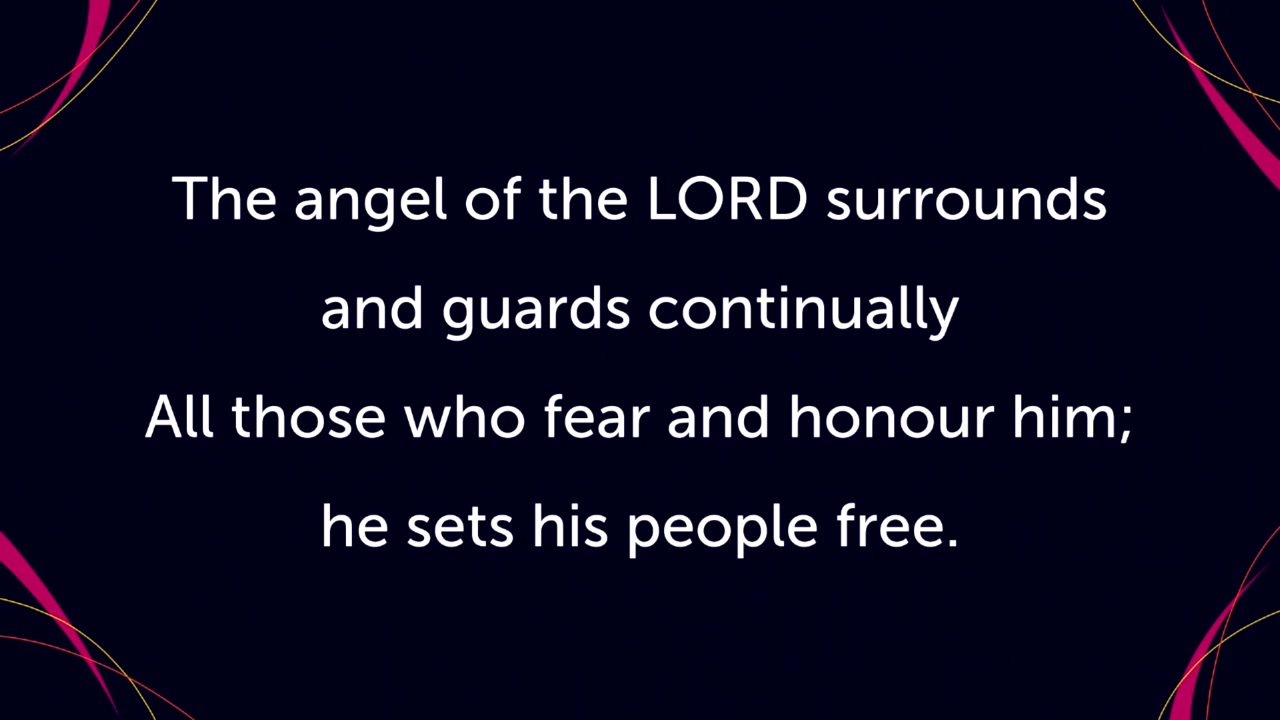 The angel of the LORD surrounds
and guards continually
All those who fear and honour him;
he sets his people free.